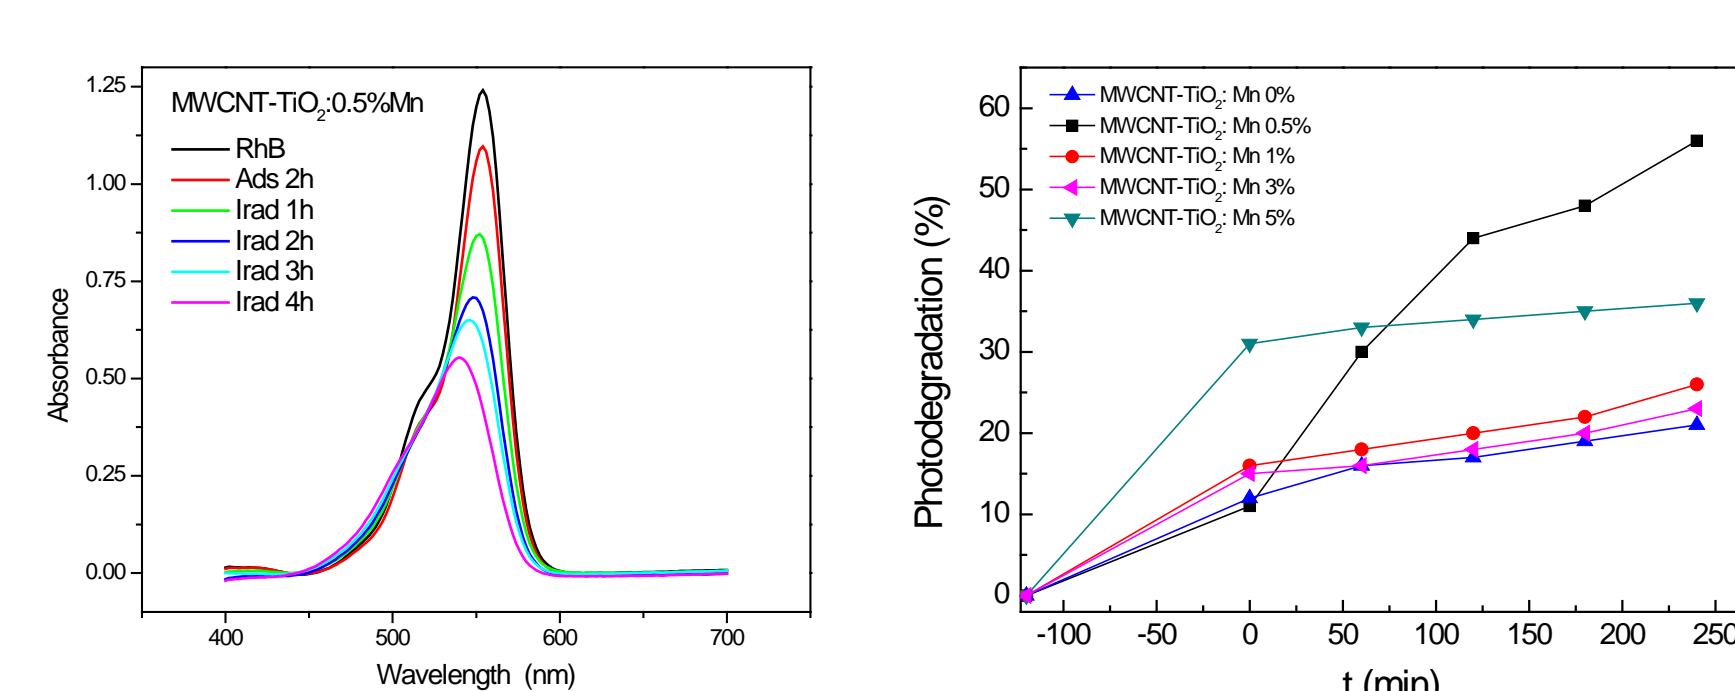 1.25
1.00
0.75
0.50
0.25
0.00
Absorbance
MWCNT-TiO2:0.5%Mn
RhB
Ads 2h
Irad 1h
Irad 2h
Irad 3h
Irad 4h
400 500 600 700
Wavelength (nm)
60
50
40
30
20
10
0
Photodegradation (%)
MWCNT-TiO2: Mn 0%
MWCNT-TiO2: Mn 0.5%
MWCNT-TiO2: Mn 1%
MWCNT-TiO2: Mn 3%
MWCNT-TiO2: Mn 5%
-100 -50 0 50 100 150 200 250
t (min)